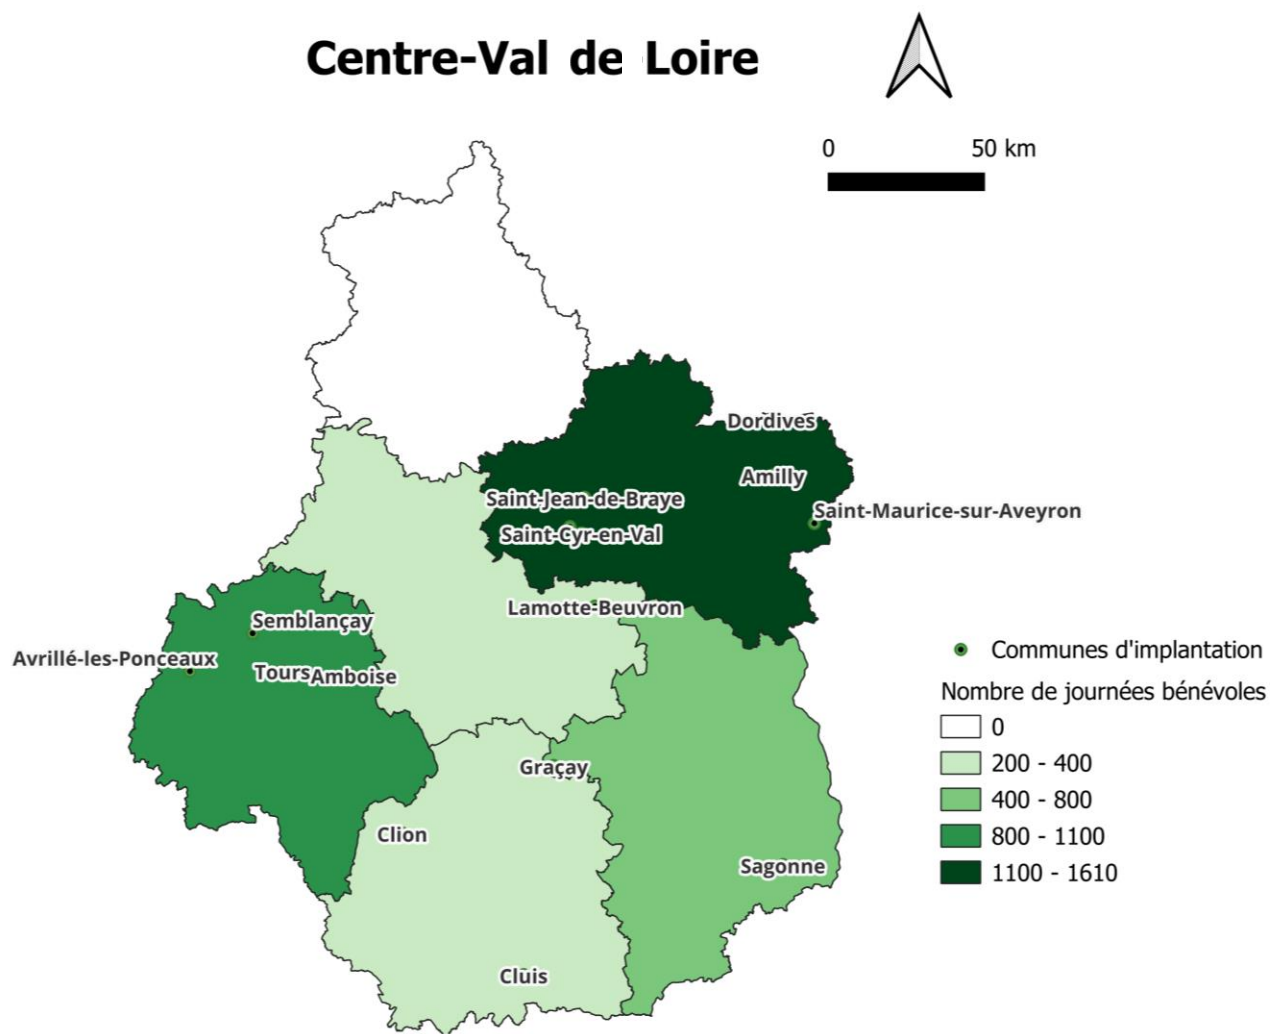 Centre-Val de Loire
0 50 km
Dordives
Amilly
Saint-Jean-de-Braye
Saint-Maurice-sur-Aveyron
Saint-Cyr-en-Val
Lamotte-Beuvron
Semblançay
Avrillé-les-Ponceaux
Tours
Amboise
Graçay
Clion
Sagonne
Cluis
Communes d'implantation
Nombre de journées bénévoles
0
200 - 400
400 - 800
800 - 1100
1100 - 1610